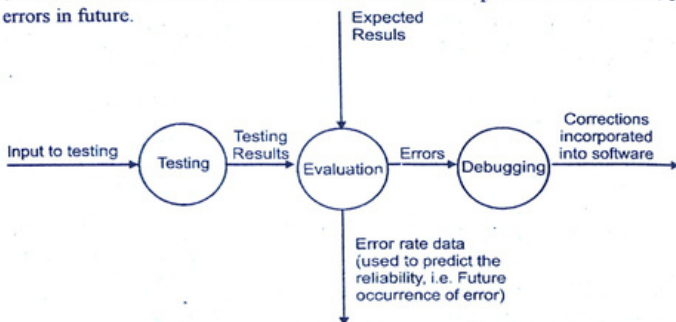 errors in future.
Expected
Resuls
Testing
Results
Corrections
incorporated
into software
Input to testing
Testing
Evaluation
Errors
Debugging
Error rate data
(used to predict the
reliability, i.e. Future
occurrence of error)